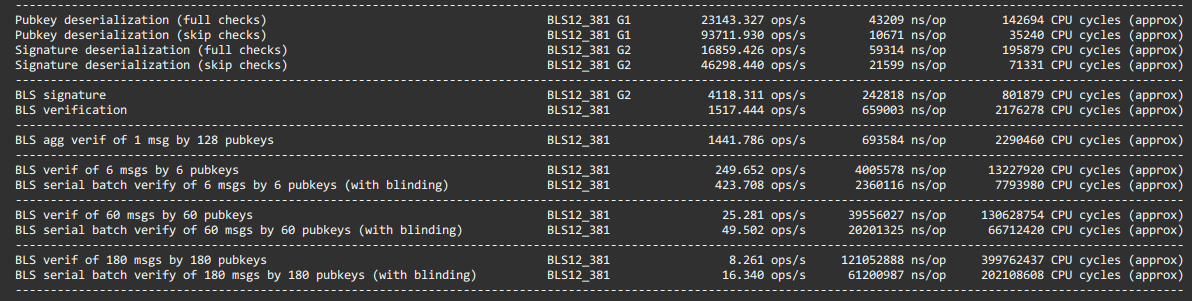 Pubkey deserialization (full checks) BLS12_381 G1 23143.327 ops/s 43209 ns/op 142694 CPU cycles (approx)
Pubkey deserialization (skip checks) BLS12_381 G1 93711.930 ops/s 10671 ns/op 35240 CPU cycles (approx)
Signature deserialization (full checks) BLS12_381 G2 16859.426 ops/s 59314 ns/op 195879 CPU cycles (approx)
Signature deserialization (skip checks) BLS12_381 G2 46298.440 ops/s 21599 ns/op 71331 CPU cycles (approx)
BLS signature BLS12_381 G2 4118.311 ops/s 242818 ns/op 801879 CPU cycles (approx)
BLS verification BLS12_381 1517.444 ops/s 659003 ns/op 2176278 CPU cycles (approx)
BLS agg verif of 1 msg by 128 pubkeys BLS12_381 1441.786 ops/s 693584 ns/op 2290460 CPU cycles (approx)
BLS verif of 6 msgs by 6 pubkeys BLS12_381 249.652 ops/s 4005578 ns/op 13227920 CPU cycles (approx)
BLS serial batch verify of 6 msgs by 6 pubkeys (with blinding) BLS12_381 423.708 ops/s 2360116 ns/op 7793980 CPU cycles (approx)
BLS verif of 60 msgs by 60 pubkeys BLS12_381 25.281 ops/s 39556027 ns/op 130628754 CPU cycles (approx)
BLS serial batch verify of 60 msgs by 60 pubkeys (with blinding) BLS12_381 49.502 ops/s 20201325 ns/op 66712420 CPU cycles (approx)
BLS verif of 180 msgs by 180 pubkeys BLS12_381 8.261 ops/s 121052888 ns/op 399762437 CPU cycles (approx)
BLS serial batch verify of 180 msgs by 180 pubkeys (with blinding) BLS12_381 16.340 ops/s 61200987 ns/op 202108608 CPU cycles (approx)